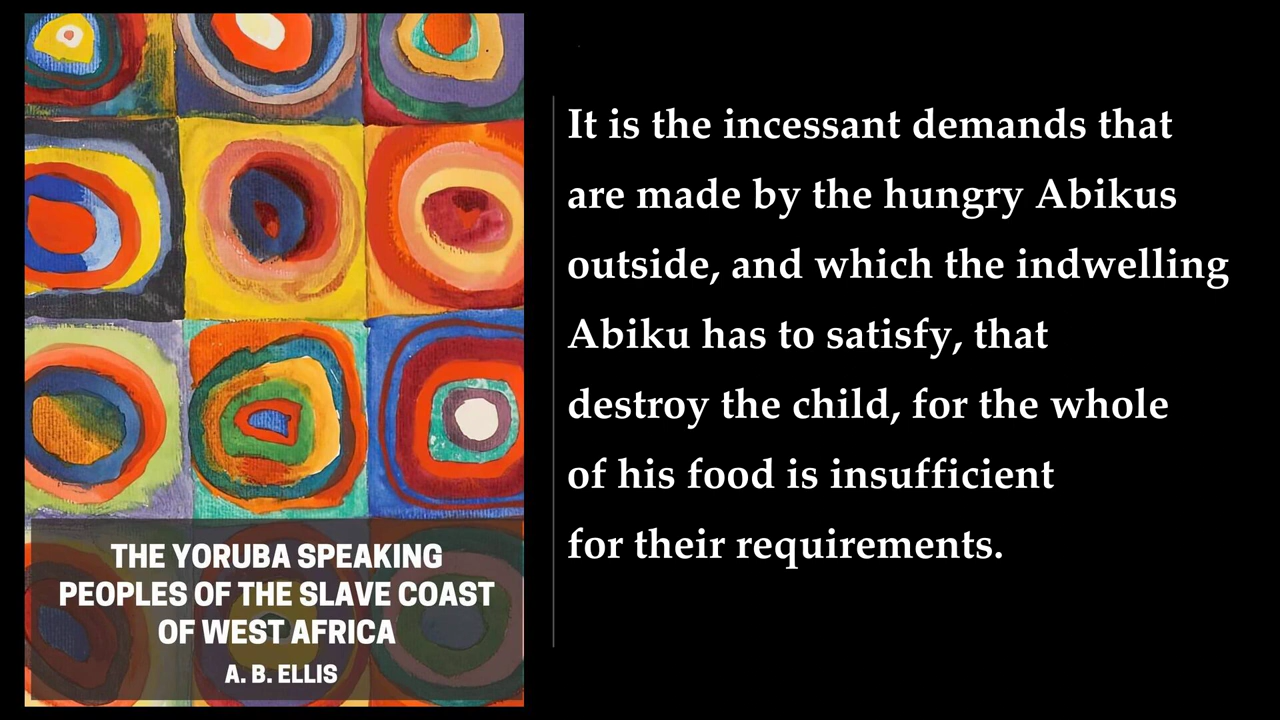 THE YORUBA SPEAKING
PEOPLES OF THE SLAVE COAST
OF WEST AFRICA
A. B. ELLIS
It is the incessant demands that
are made by the hungry Abikus
outside, and which the indwelling
Abiku has to satisfy, that
destroy the child, for the whole
of his food is insufficient
for their requirements.